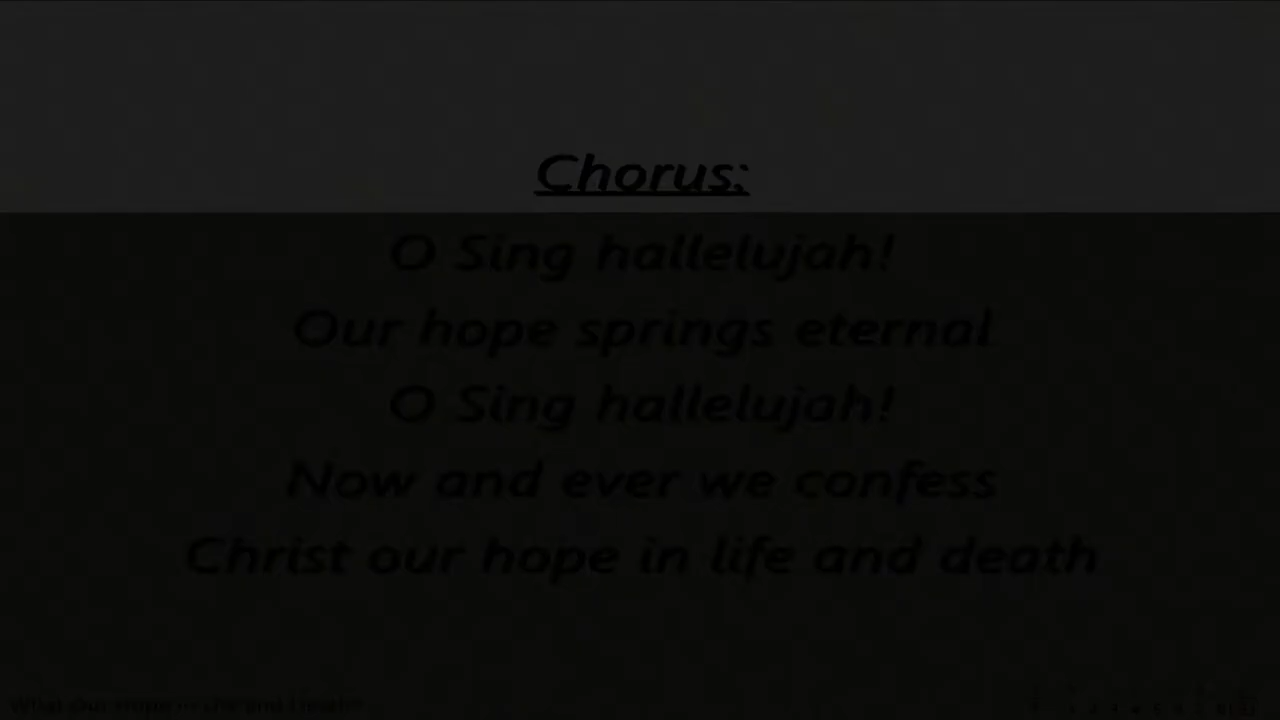 Chorus:
O Sing hallelujah!
Our hope springs eternal
O Sing hallelujah!
Now and ever we confess
Christ our hope in life and death